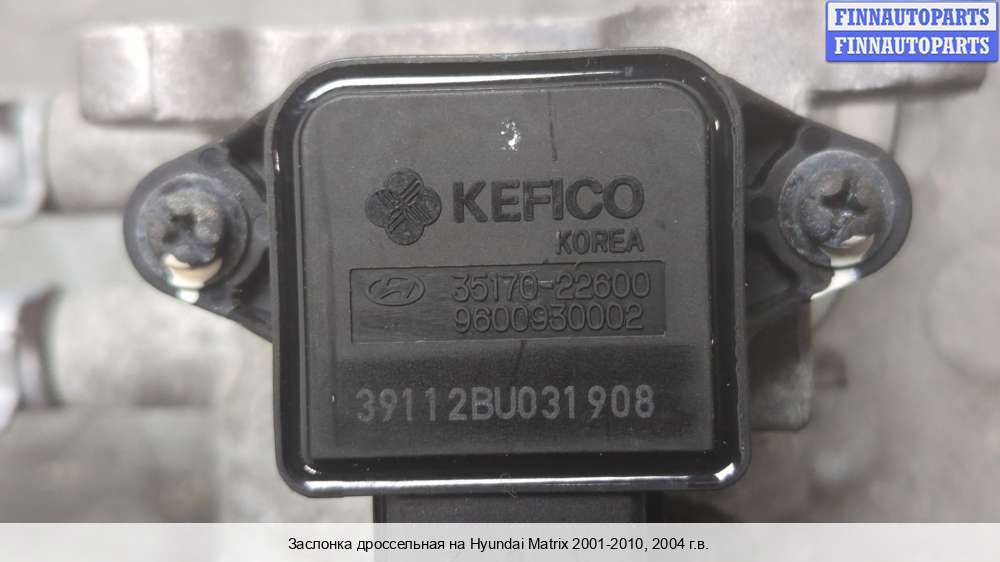 FINNAUTOPARTS
FINNAUTOPARTS
KEFICO
KOREA
35170-22600
9600930002
39112BU031908
Заслонка дроссельная на Hyundai Matrix 2001-2010, 2004 г.в.